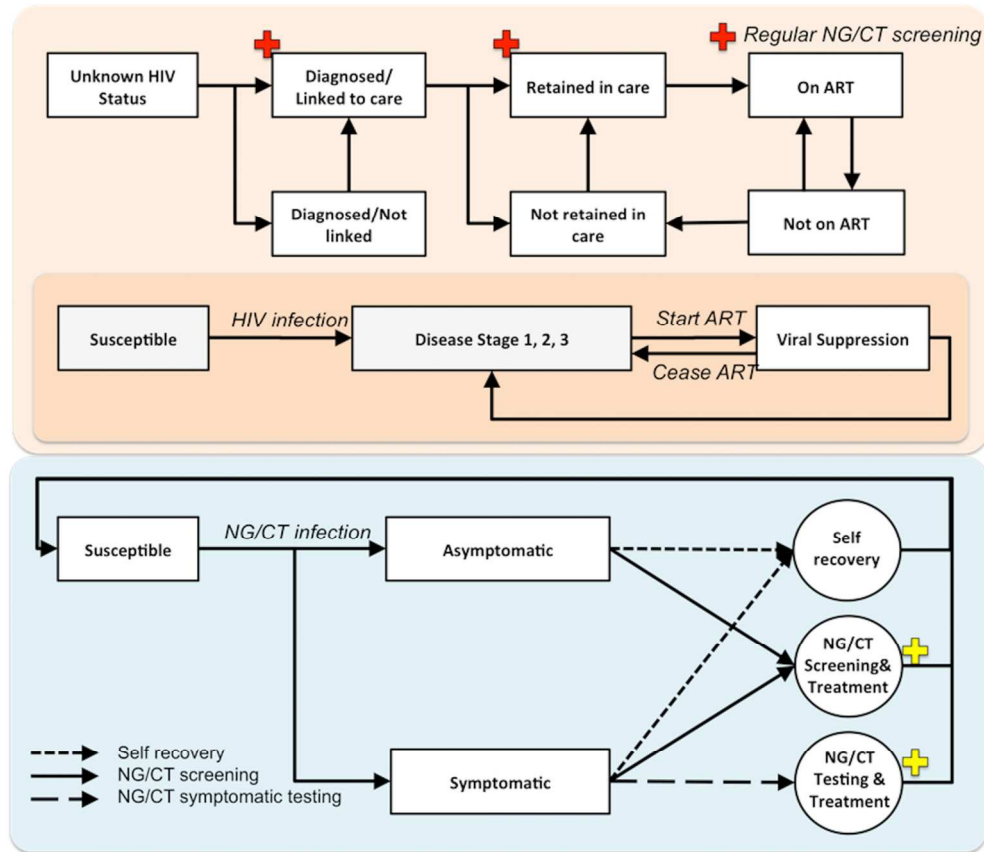 Regular NG/CT screening
Unknown HIV
Status
Diagnosed/
Linked to care
Retained in care
On ART
Diagnosed/Not
linked
Not retained in
care
Not on ART
Susceptible
HIV infection
Disease Stage 1, 2, 3
Start ART
Cease ART
Viral Suppression
Susceptible
NG/CT infection
Asymptomatic
Self
recovery
NG/CT
Screening&
Treatment
Symptomatic
NG/CT
Testing &
Treatment
Self recovery
NG/CT screening
NG/CT symptomatic testing